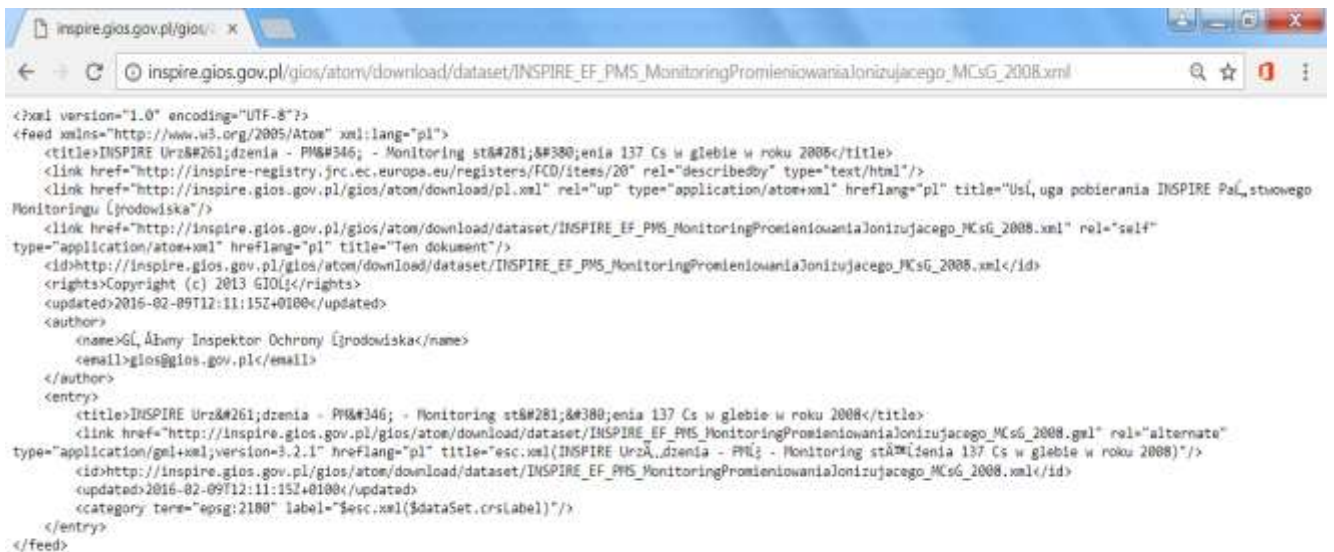 inspire.gios.gov.pl/gios/
inspire.gios.gov.pl/gios/atom/download/dataset/INSPIRE_EF_PMS_MonitoringPromieniowaniaJonizujacego_MCsG_2008.xml
<?xml version="1.0" encoding="UTF-8"?>
<feed xmlns="http://www.w3.org/2005/Atom" xml:lang="pl">
<title>INSPIRE Urz&#261;dzenia - PM&#346; - Monitoring st&#281;&#380;enia 137 Cs w glebie w roku 2008</title>
<link href="http://inspire-registry.jrc.ec.europa.eu/registers/FCD/items/20" rel="describedby" type="text/html"/>
<link href="http://inspire.gios.gov.pl/gios/atom/download/pl.xml" rel="up" type="application/atom+xml" hreflang="pl" title="UsĹ‚uga pobierania INSPIRE PaĹ„stwowego
Monitoringu Ĺšrodowiska"/>
<link href="http://inspire.gios.gov.pl/gios/atom/download/dataset/INSPIRE_EF_PMS_MonitoringPromieniowaniaJonizujacego_MCsG_2008.xml" rel="self"
type="application/atom+xml" hreflang="pl" title="Ten dokument"/>
<id>http://inspire.gios.gov.pl/gios/atom/download/dataset/INSPIRE_EF_PMS_MonitoringPromieniowaniaJonizujacego_MCsG_2008.xml</id>
<rights>Copyright (c) 2013 </rights>
<updated>2016-02-09T12:11:15Z+0100</updated>
<author>
<name> Inspektor Ochrony </name>
<email>gios@gios.gov.pl</email>
</author>
<entry>
<title>INSPIRE Urz&#261;dzenia - PM&#346; - Monitoring st&#281;&#380;enia 137 Cs w glebie w roku 2008</title>
<link href="http://inspire.gios.gov.pl/gios/atom/download/dataset/INSPIRE_EF_PMS_MonitoringPromieniowaniaJonizujacego_MCsG_2008.gml" rel="alternate"
type="application/gml+xml;version=3.2.1" hreflang="pl" title="esc.xml(INSPIRE - Monitoring 137 Cs w glebie w roku 2008)"/>
<id>http://inspire.gios.gov.pl/gios/atom/download/dataset/INSPIRE_EF_PMS_MonitoringPromieniowaniaJonizujacego_MCsG_2008.xml</id>
<updated>2016-02-09T12:11:15Z+0100</updated>
<category term="epsg:2180" label="$esc.xml($dataSet.crsLabel)"/>
</entry>
</feed>